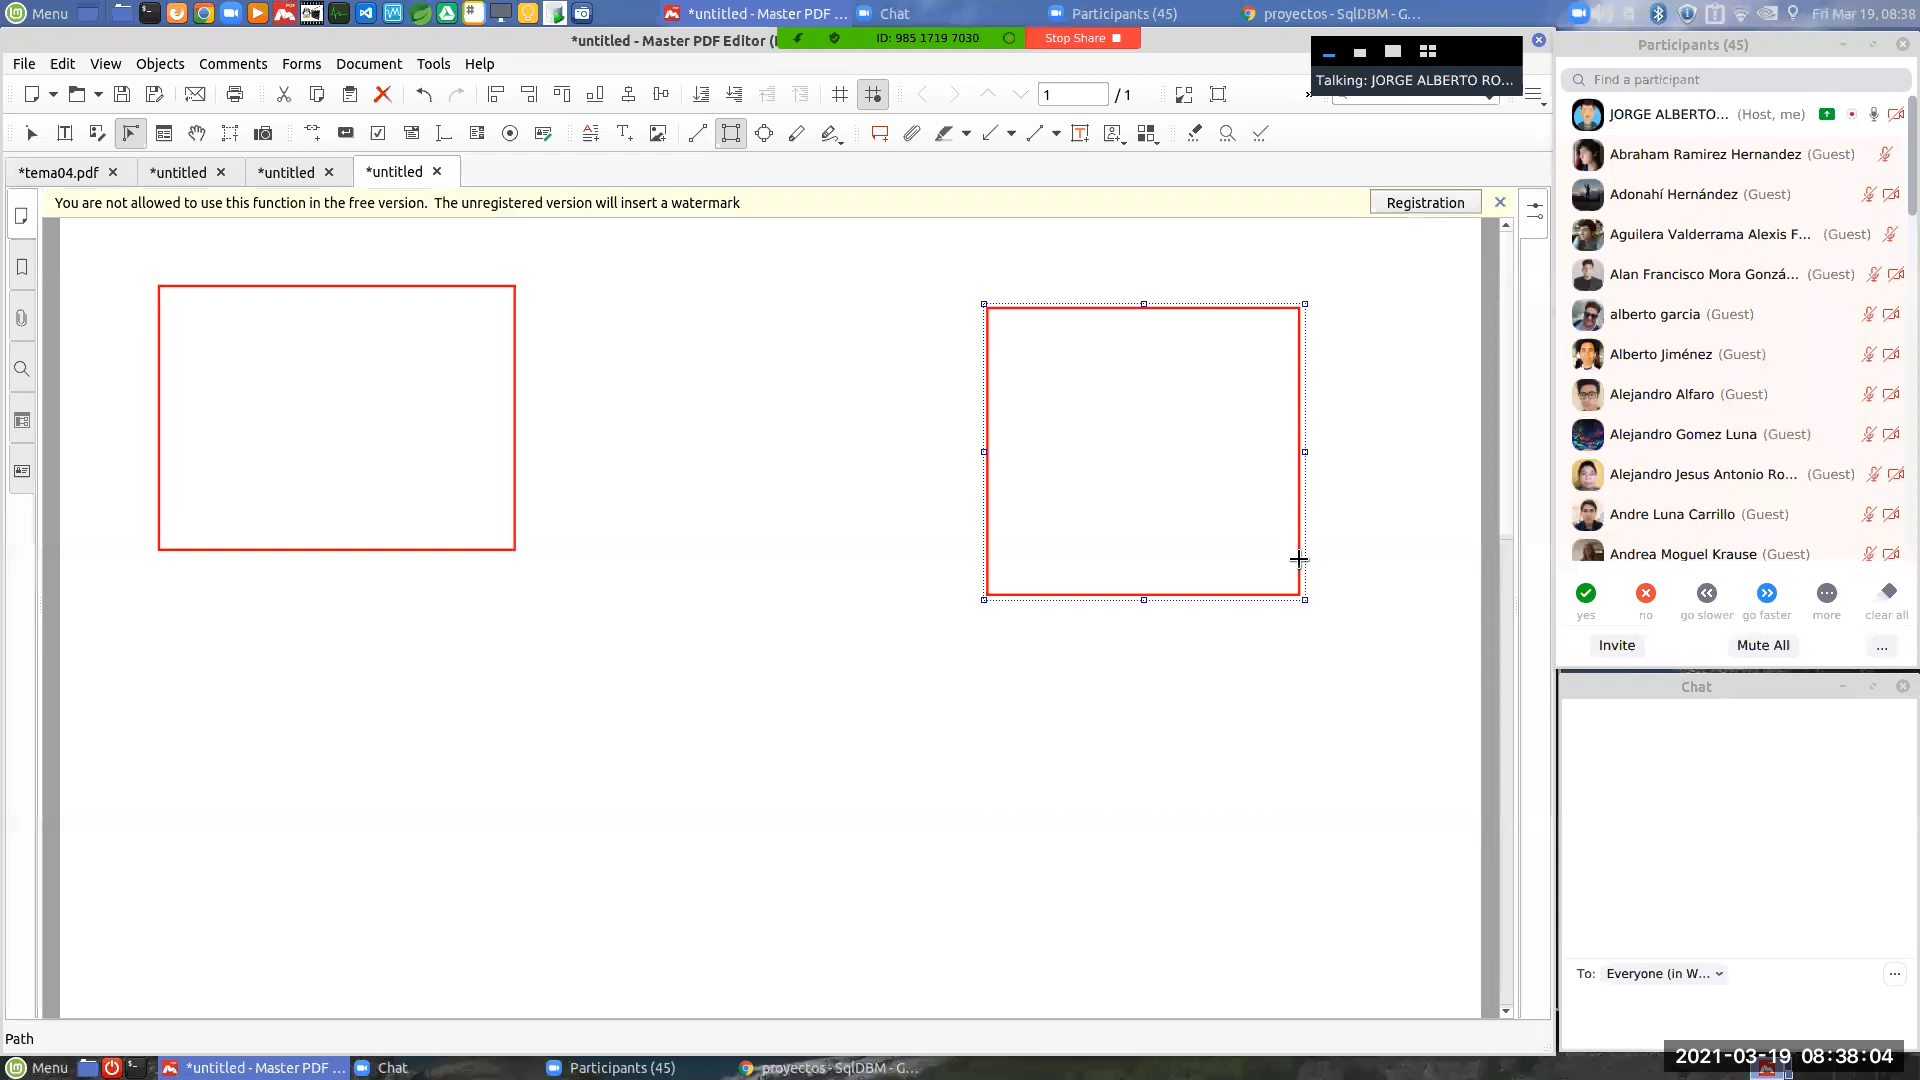 Menu
*untitled - Master PDF ...
Chat
Participants (45)
proyectos - SqlDBM - G...
Fri Mar 19, 08:38
*untitled - Master PDF Editor (
ID: 985 1719 7030
Stop Share
Talking: JORGE ALBERTO RO...
File Edit View Objects Comments Forms Document Tools Help
1 / 1
*tema04.pdf
*untitled
*untitled
*untitled
You are not allowed to use this function in the free version. The unregistered version will insert a watermark
Registration
Path
Participants (45)
Find a participant
JORGE ALBERTO... (Host, me)
Abraham Ramirez Hernandez (Guest)
Adonahí Hernández (Guest)
Aguilera Valderrama Alexis F... (Guest)
Alan Francisco Mora Gonzá... (Guest)
alberto garcia (Guest)
Alberto Jiménez (Guest)
Alejandro Alfaro (Guest)
Alejandro Gomez Luna (Guest)
Alejandro Jesus Antonio Ro... (Guest)
Andre Luna Carrillo (Guest)
Andrea Moguel Krause (Guest)
yes no go slower go faster more clear all
Invite
Mute All
...
Chat
To: Everyone (in W...
Menu
*untitled - Master PDF ...
Chat
Participants (45)
proyectos - SqlDBM - G...
2021-03-19 08:38:04